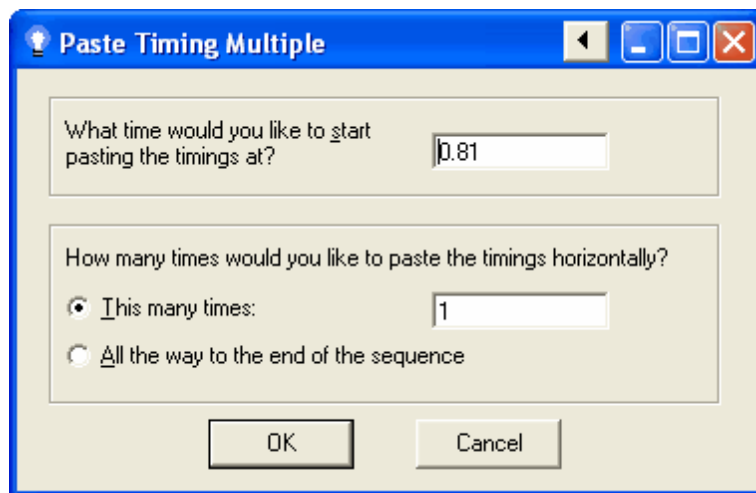 Paste Timing Multiple
What time would you like to start
pasting the timings at?
0.81
How many times would you like to paste the timings horizontally?
This many times:
1
All the way to the end of the sequence
OK
Cancel